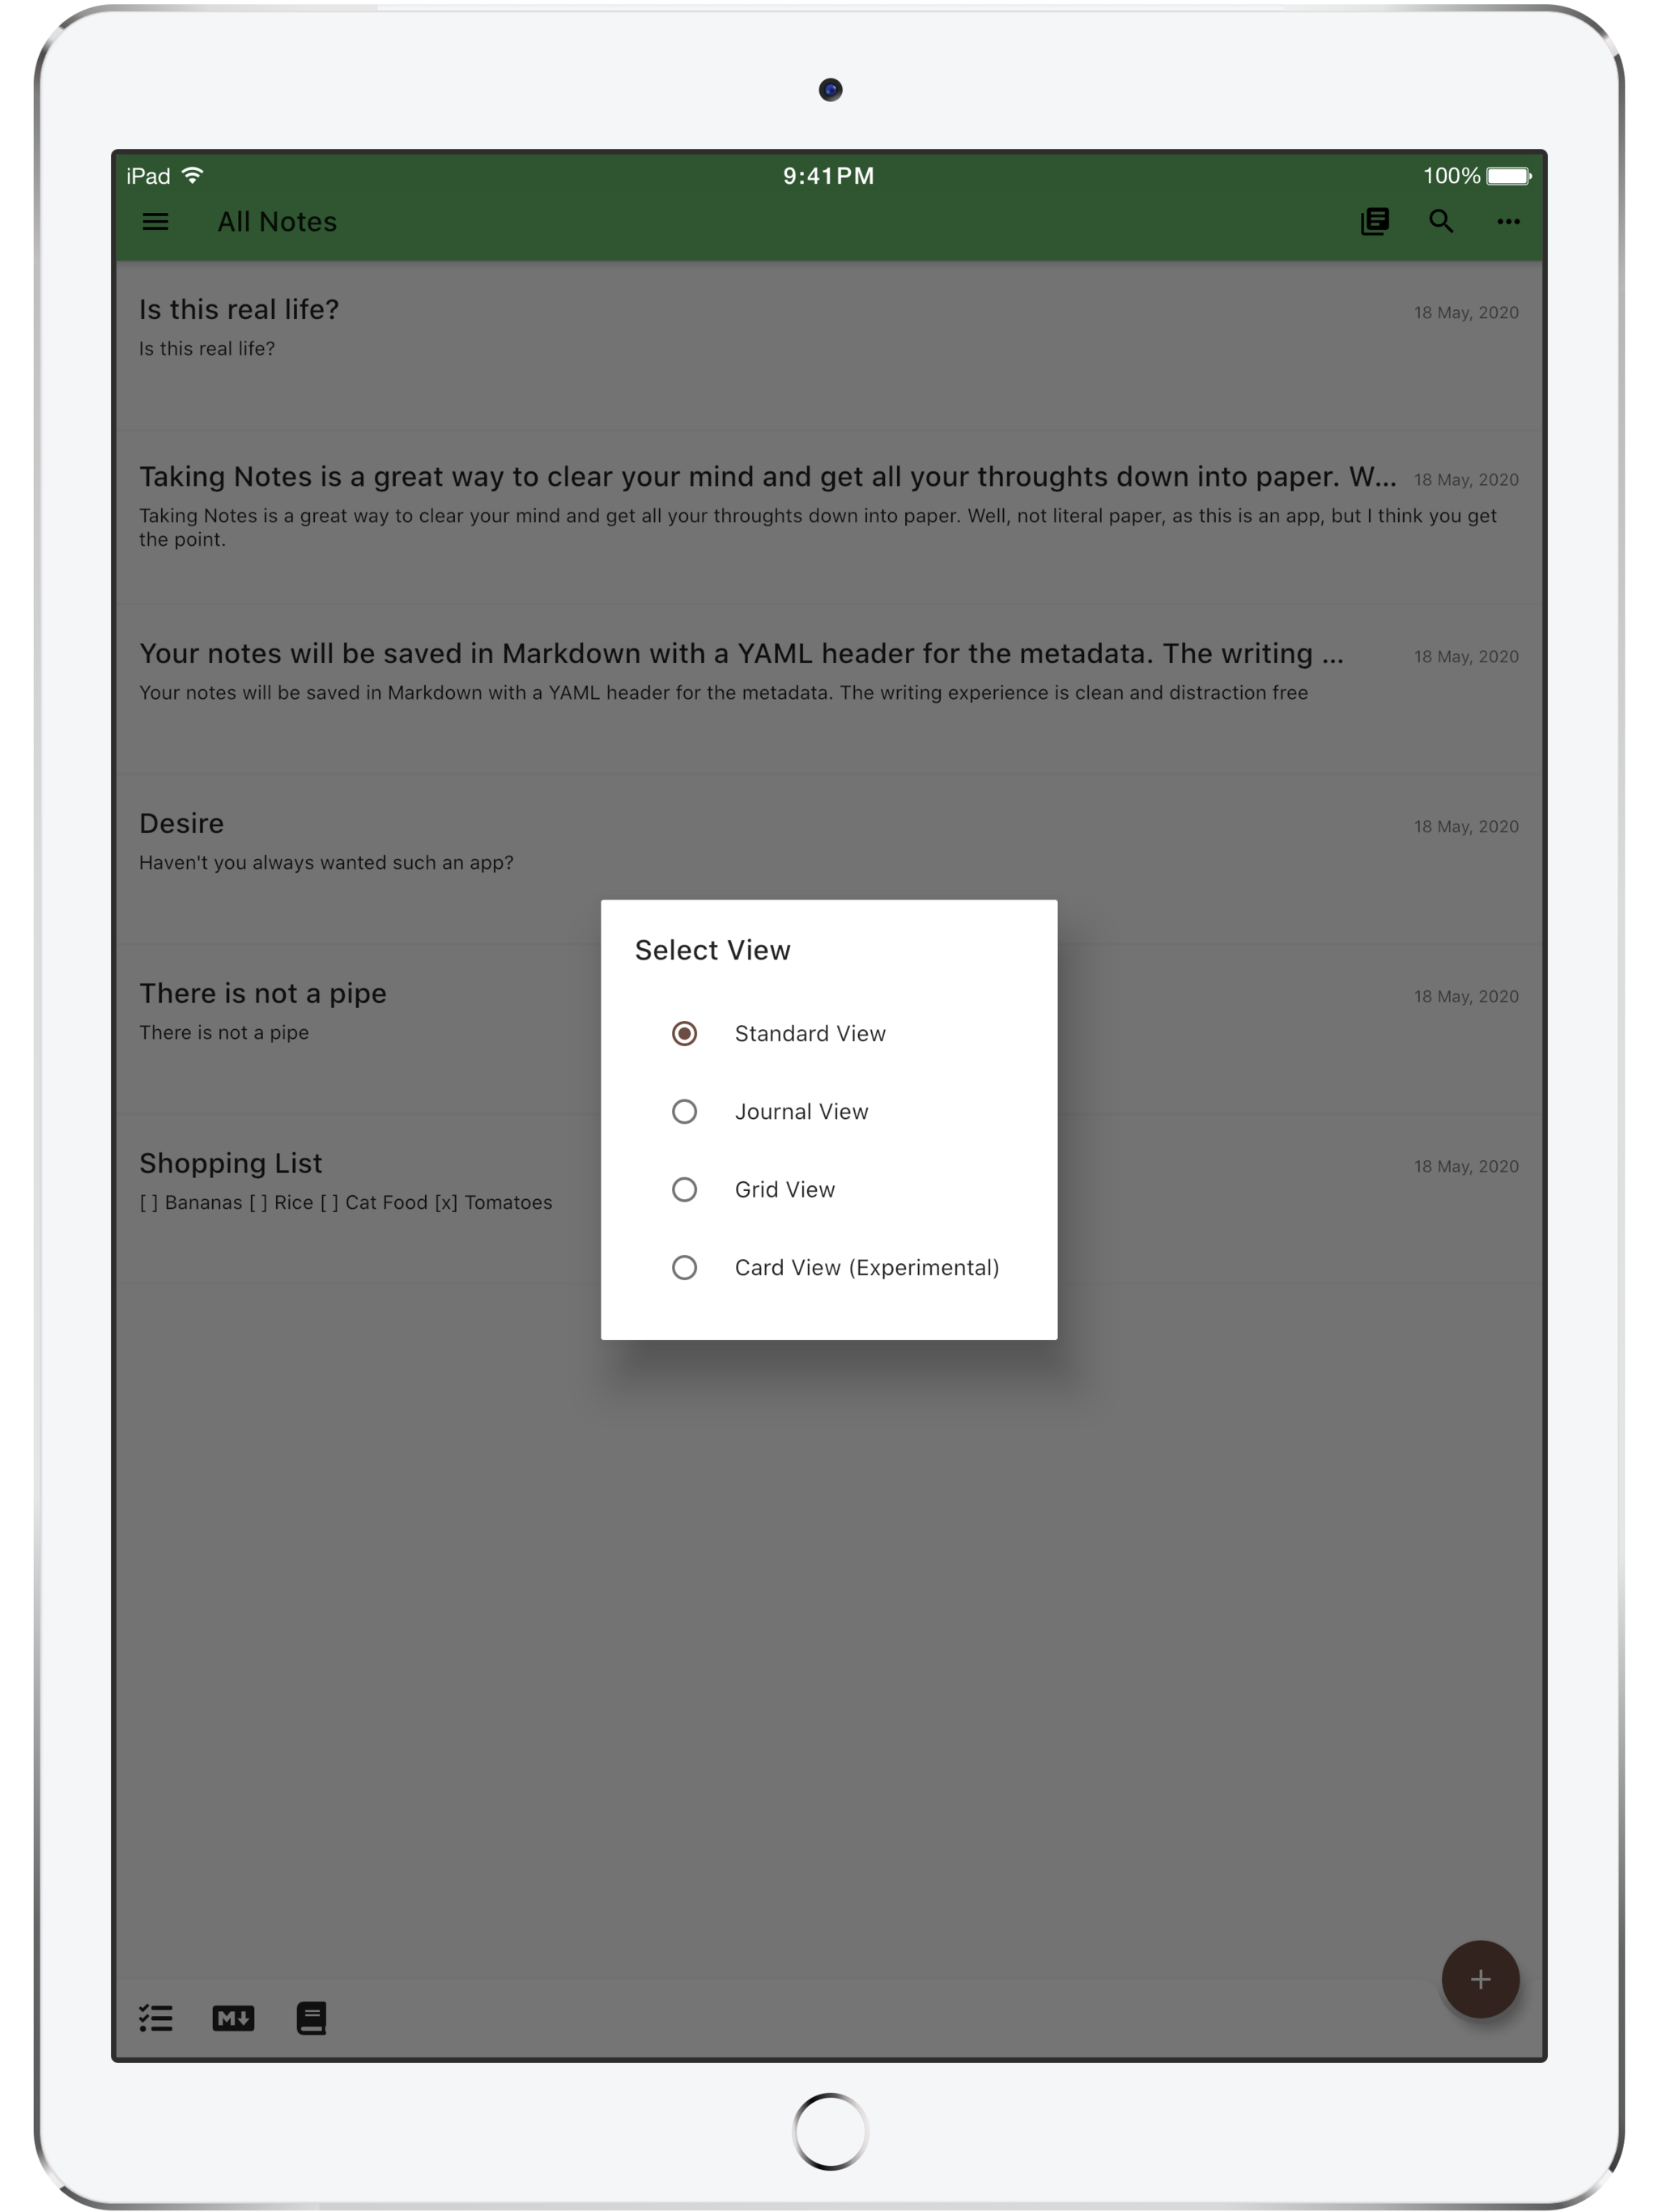 iPad 9:41PM 100%
All Notes
Is this real life? 18 May, 2020
Is this real life?
Taking Notes is a great way to clear your mind and get all your throughts down into paper. W... 18 May, 2020
Taking Notes is a great way to clear your mind and get all your throughts down into paper. Well, not literal paper, as this is an app, but I think you get
the point.
Your notes will be saved in Markdown with a YAML header for the metadata. The writing ... 18 May, 2020
Your notes will be saved in Markdown with a YAML header for the metadata. The writing experience is clean and distraction free
Desire 18 May, 2020
Haven't you always wanted such an app?
There is not a pipe 18 May, 2020
There is not a pipe
Shopping List 18 May, 2020
[ ] Bananas [ ] Rice [ ] Cat Food [x] Tomatoes
Select View
Standard View
Journal View
Grid View
Card View (Experimental)
M